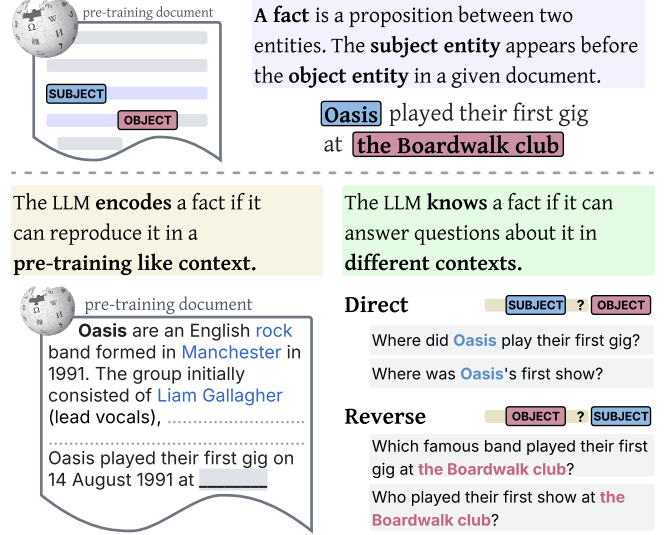 pre-training document
SUBJECT
OBJECT
A fact is a proposition between two
entities. The subject entity appears before
the object entity in a given document.
Oasis played their first gig
at the Boardwalk club
The LLM encodes a fact if it
can reproduce it in a
pre-training like context.
pre-training document
Oasis are an English rock
band formed in Manchester in
1991. The group initially
consisted of Liam Gallagher
(lead vocals), ......................
Oasis played their first gig on
14 August 1991 at ________
The LLM knows a fact if it can
answer questions about it in
different contexts.
Direct SUBJECT ? OBJECT
Where did Oasis play their first gig?
Where was Oasis's first show?
Reverse OBJECT ? SUBJECT
Which famous band played their first
gig at the Boardwalk club?
Who played their first show at the
Boardwalk club?